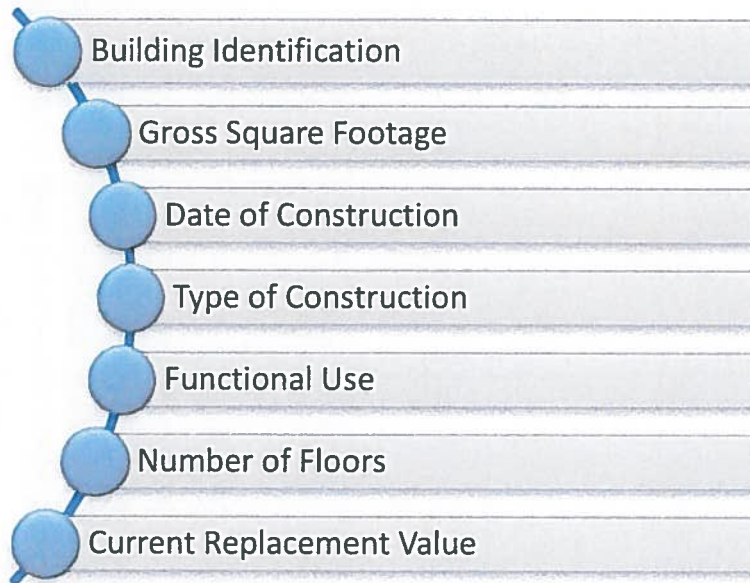 Building Identification
Gross Square Footage
Date of Construction
Type of Construction
Functional Use
Number of Floors
Current Replacement Value